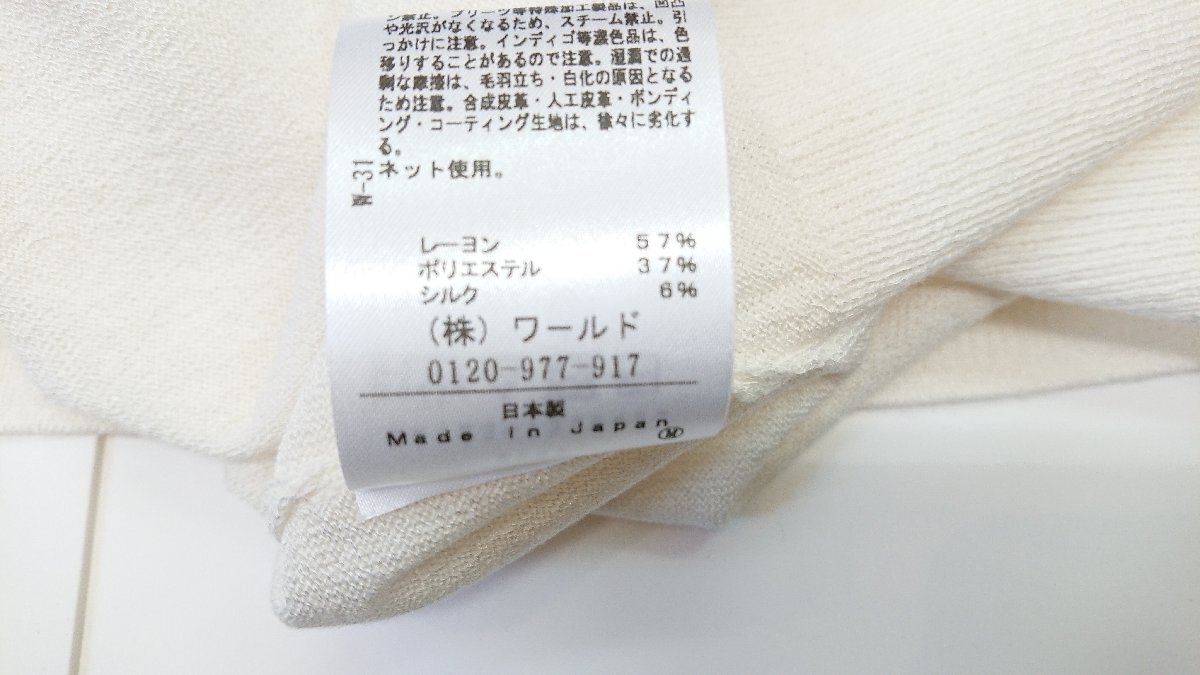 ン禁止。プリーツ等特殊加工製品は、凹凸
や光沢がなくなるため、スチーム禁止。引
っかけに注意。インディゴ等濃色品は、色
移りすることがあるので注意。湿潤での過
剰な摩擦は、毛羽立ち・白化の原因となる
ため注意。合成皮革・人工皮革・ボンディ
ング・コーティング生地は、徐々に劣化す
る。
ネット使用。
W-31
レーヨン 57%
ポリエステル 37%
シルク 6%
(株)ワールド
0120-977-917
日本製
Made in Japan